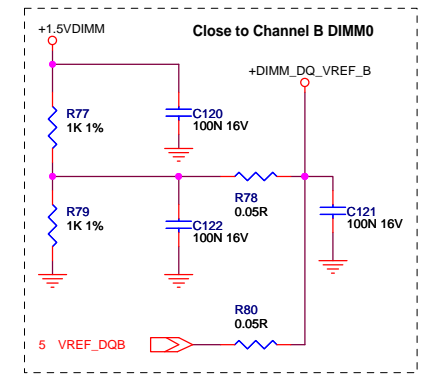 +1.5VDIMM
Close to Channel B DIMM0
+DIMM_DQ_VREF_B
R77
1K 1%
C120
100N 16V
R78
0.05R
R79
1K 1%
C122
100N 16V
C121
100N 16V
R80
0.05R
5 VREF_DQB